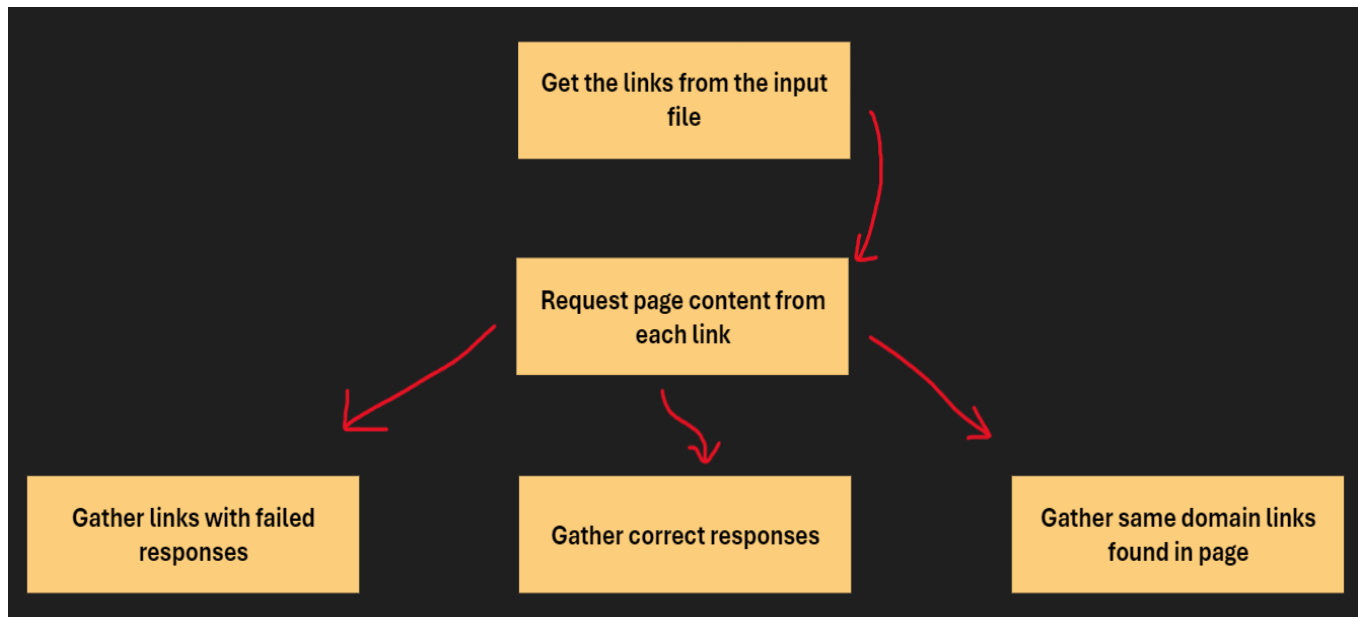 Get the links from the input
file
Request page content from
each link
Gather links with failed
responses
Gather correct responses
Gather same domain links
found in page